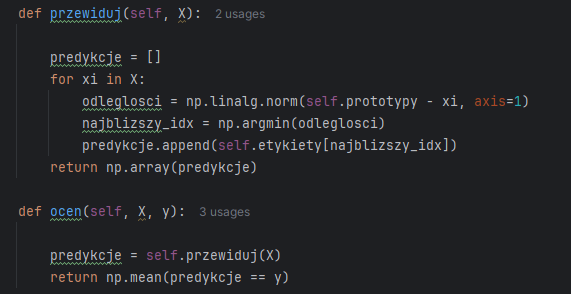 def przewiduj(self, X): 2 usages
predykcje = []
for xi in X:
odleglosci = np.linalg.norm(self.prototypy - xi, axis=1)
najblizszy_idx = np.argmin(odleglosci)
predykcje.append(self.etykiety[najblizszy_idx])
return np.array(predykcje)
def ocen(self, X, y): 3 usages
predykcje = self.przewiduj(X)
return np.mean(predykcje == y)